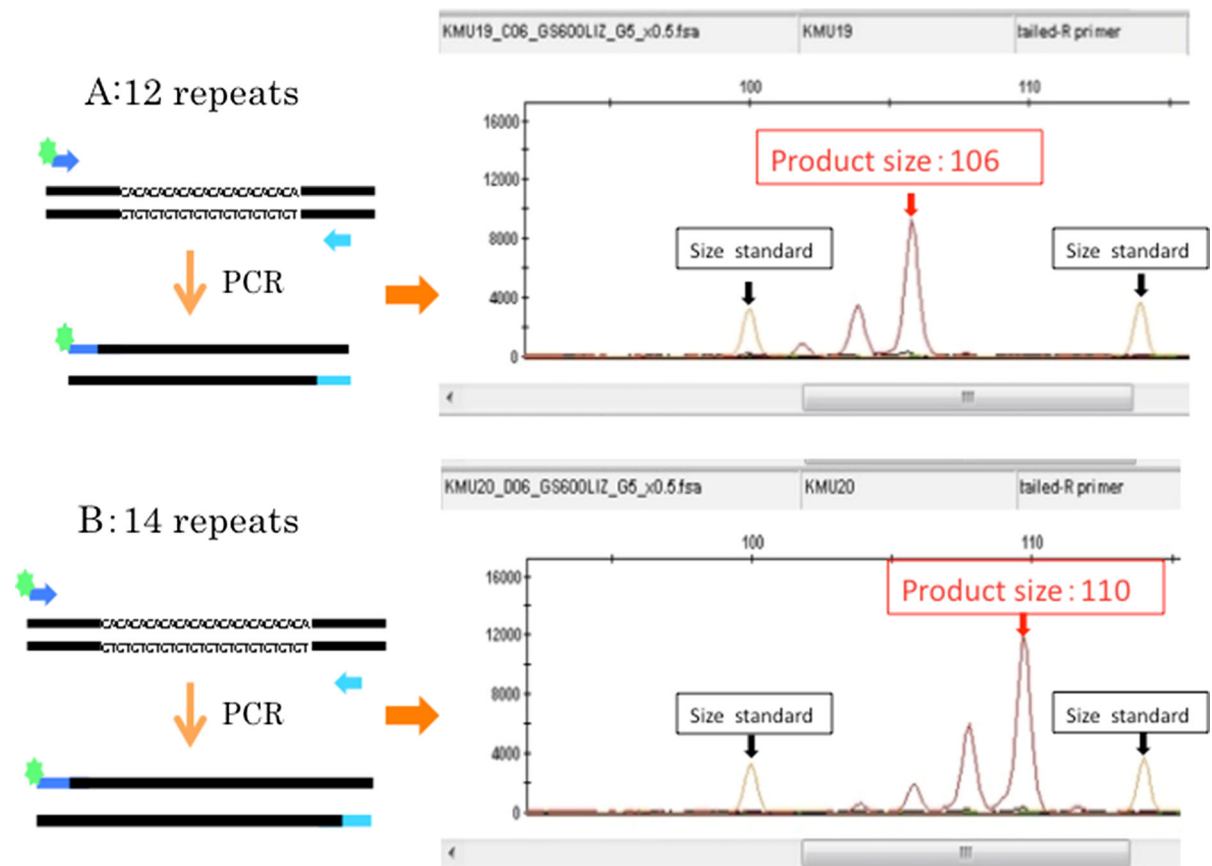 KMU19_C06_GS600LIZ_G5_x0.5.fsa KMU19 tailed-R primer
A:12 repeats
100 110
16000
12000
8000
4000
0
Product size : 106
Size standard
Size standard
CACACACACACACACACACACACA
GTGTGTGTGTGTGTGTGTGTGTGT
PCR
KMU20_D06_GS600LIZ_G5_x0.5.fsa KMU20 tailed-R primer
B: 14 repeats
100 110
16000
12000
8000
4000
0
Product size : 110
Size standard
Size standard
CACACACACACACACACACACACACACA
GTGTGTGTGTGTGTGTGTGTGTGTGTGT
PCR